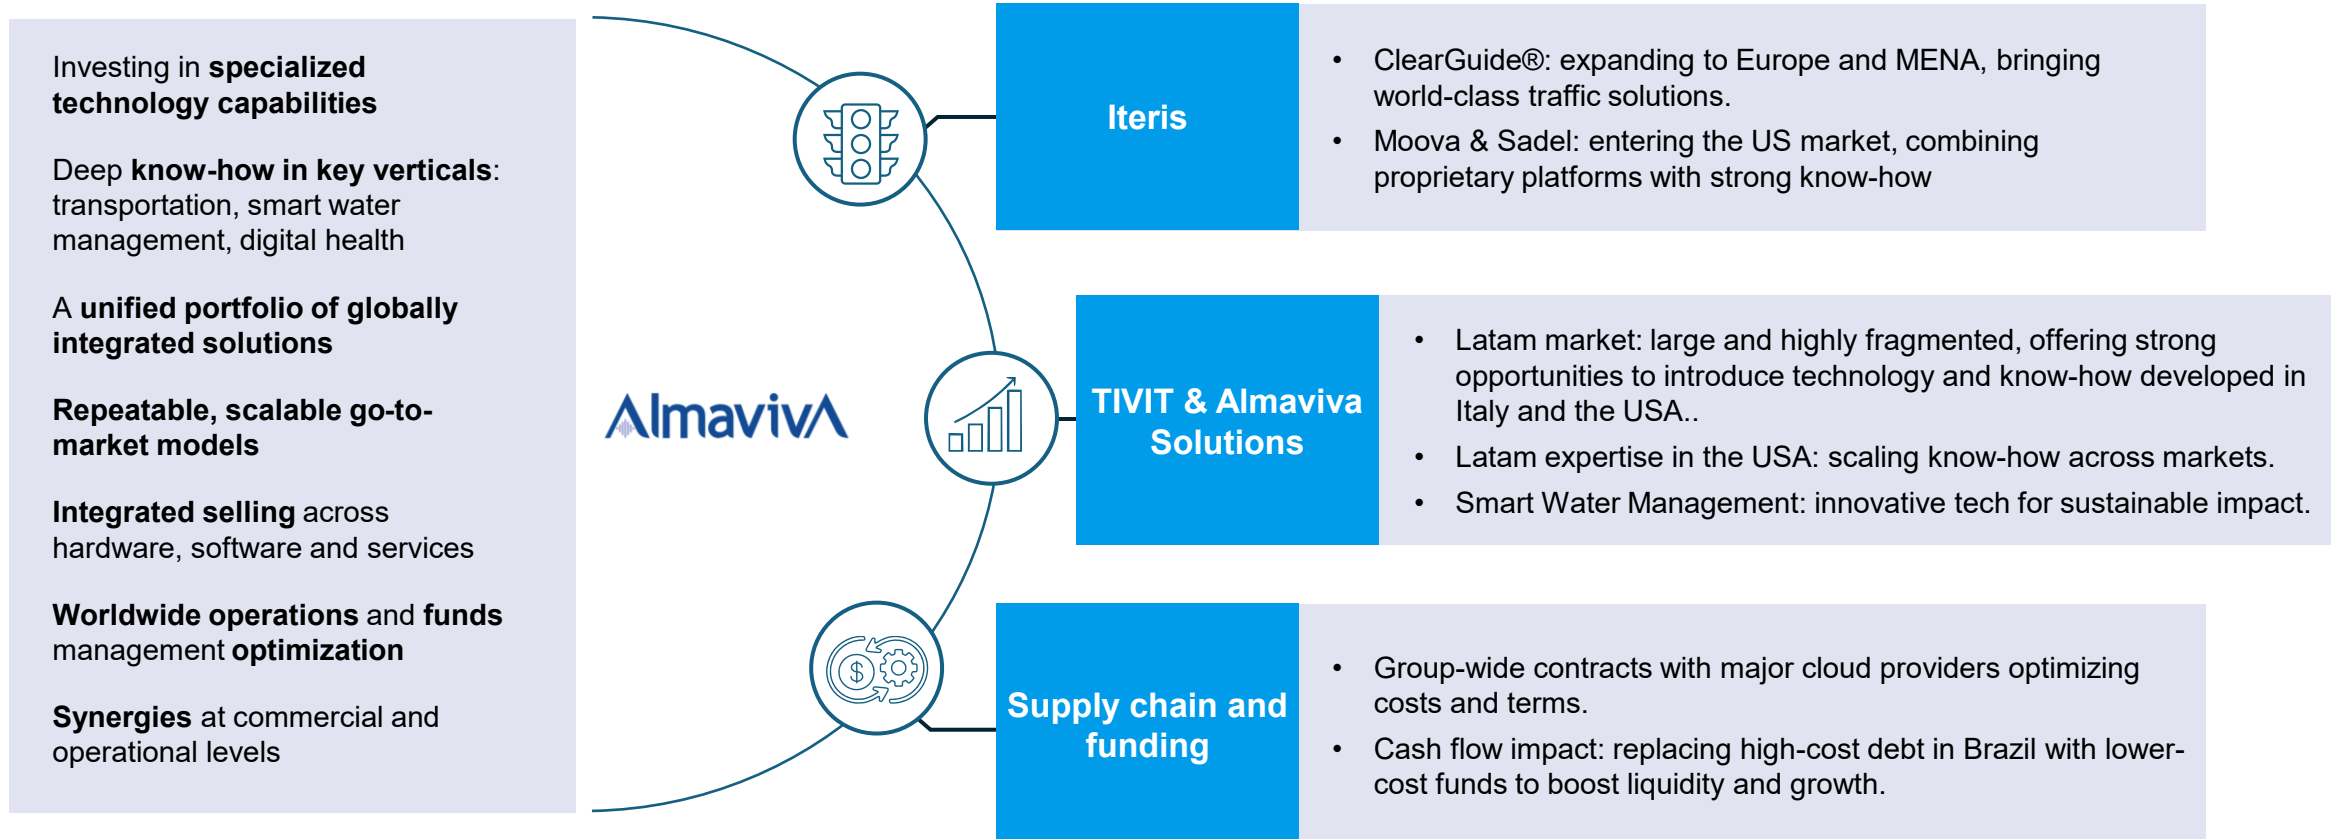 Investing in specialized
technology capabilities
Deep know-how in key verticals:
transportation, smart water
management, digital health
A unified portfolio of globally
integrated solutions
Repeatable, scalable go-to-
market models
Integrated selling across
hardware, software and services
Worldwide operations and funds
management optimization
Synergies at commercial and
operational levels
Almaviva
Iteris
• ClearGuide®: expanding to Europe and MENA, bringing
world-class traffic solutions.
• Moova & Sadel: entering the US market, combining
proprietary platforms with strong know-how
TIVIT & Almaviva
Solutions
• Latam market: large and highly fragmented, offering strong
opportunities to introduce technology and know-how developed in
Italy and the USA..
• Latam expertise in the USA: scaling know-how across markets.
• Smart Water Management: innovative tech for sustainable impact.
$
Supply chain and
funding
• Group-wide contracts with major cloud providers optimizing
costs and terms.
• Cash flow impact: replacing high-cost debt in Brazil with lower-
cost funds to boost liquidity and growth.